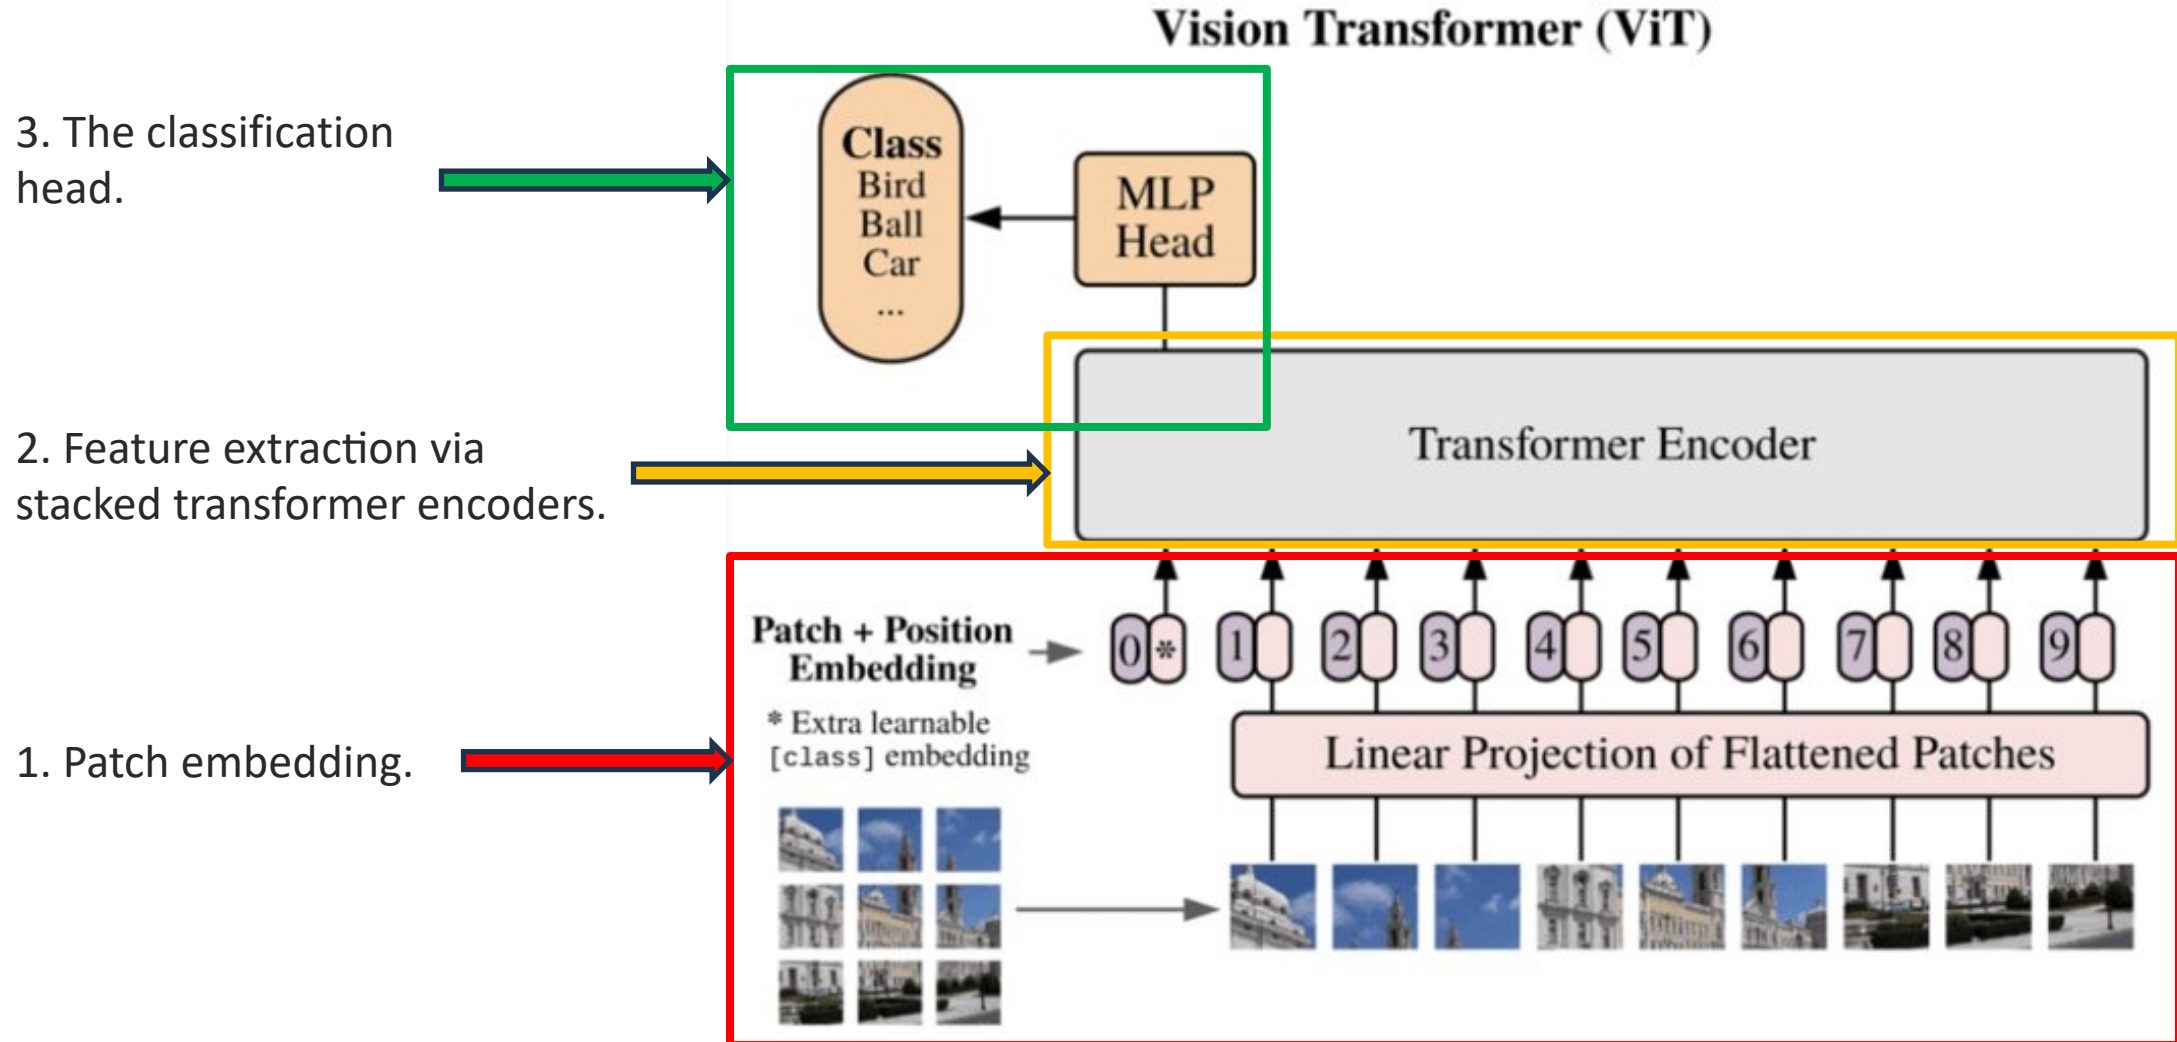 Vision Transformer (ViT)
3. The classification
head.
Class
Bird
Ball
Car
...
MLP
Head
2. Feature extraction via
stacked transformer encoders.
Transformer Encoder
Patch + Position
Embedding
0 * 1 2 3 4 5 6 7 8 9
* Extra learnable
[class] embedding
1. Patch embedding.
Linear Projection of Flattened Patches